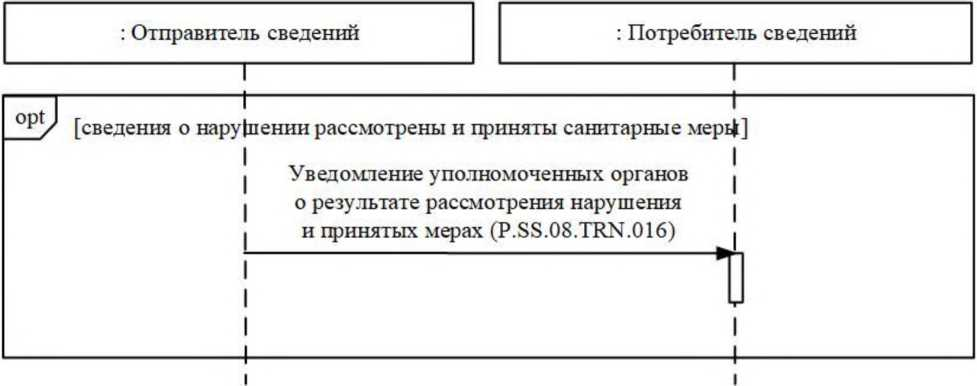 : Отправитель сведений
: Потребитель сведений
opt
[сведения о нарушении рассмотрены и приняты санитарные меры]
Уведомление уполномоченных органов
о результате рассмотрения нарушения
и принятых мерах (P.SS.08.TRN.016)